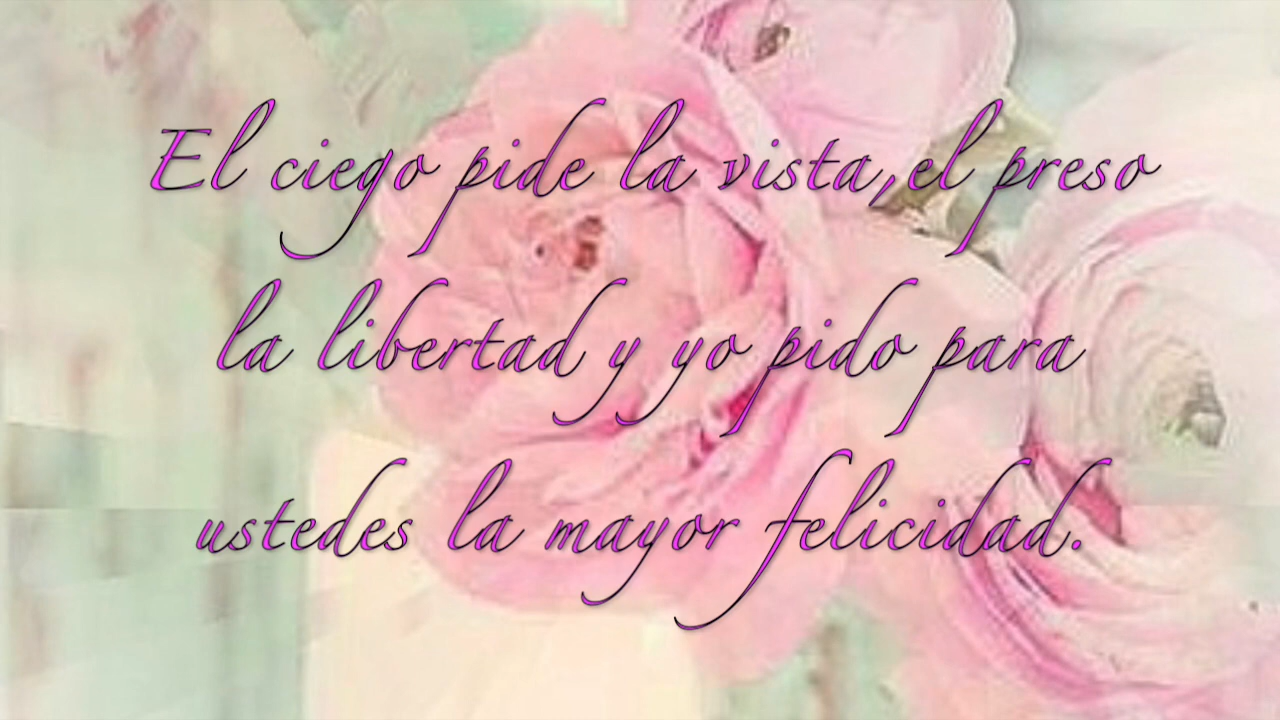 El ciego pide la vista,el preso
la libertad y yo pido para
ustedes la mayor felicidad.